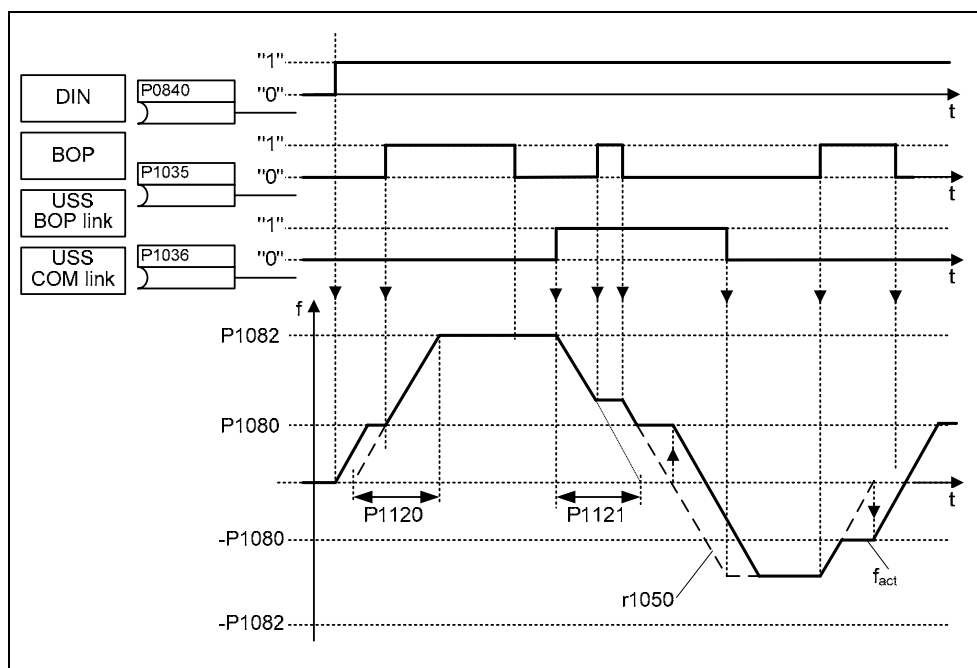 DIN
P0840
"1"
"0"
t
BOP
P1035
"1"
"0"
t
USS
BOP link
USS
COM link
P1036
"1"
"0"
t
f
P1082
P1080
t
P1120
P1121
-P1080
r1050
fact
-P1082